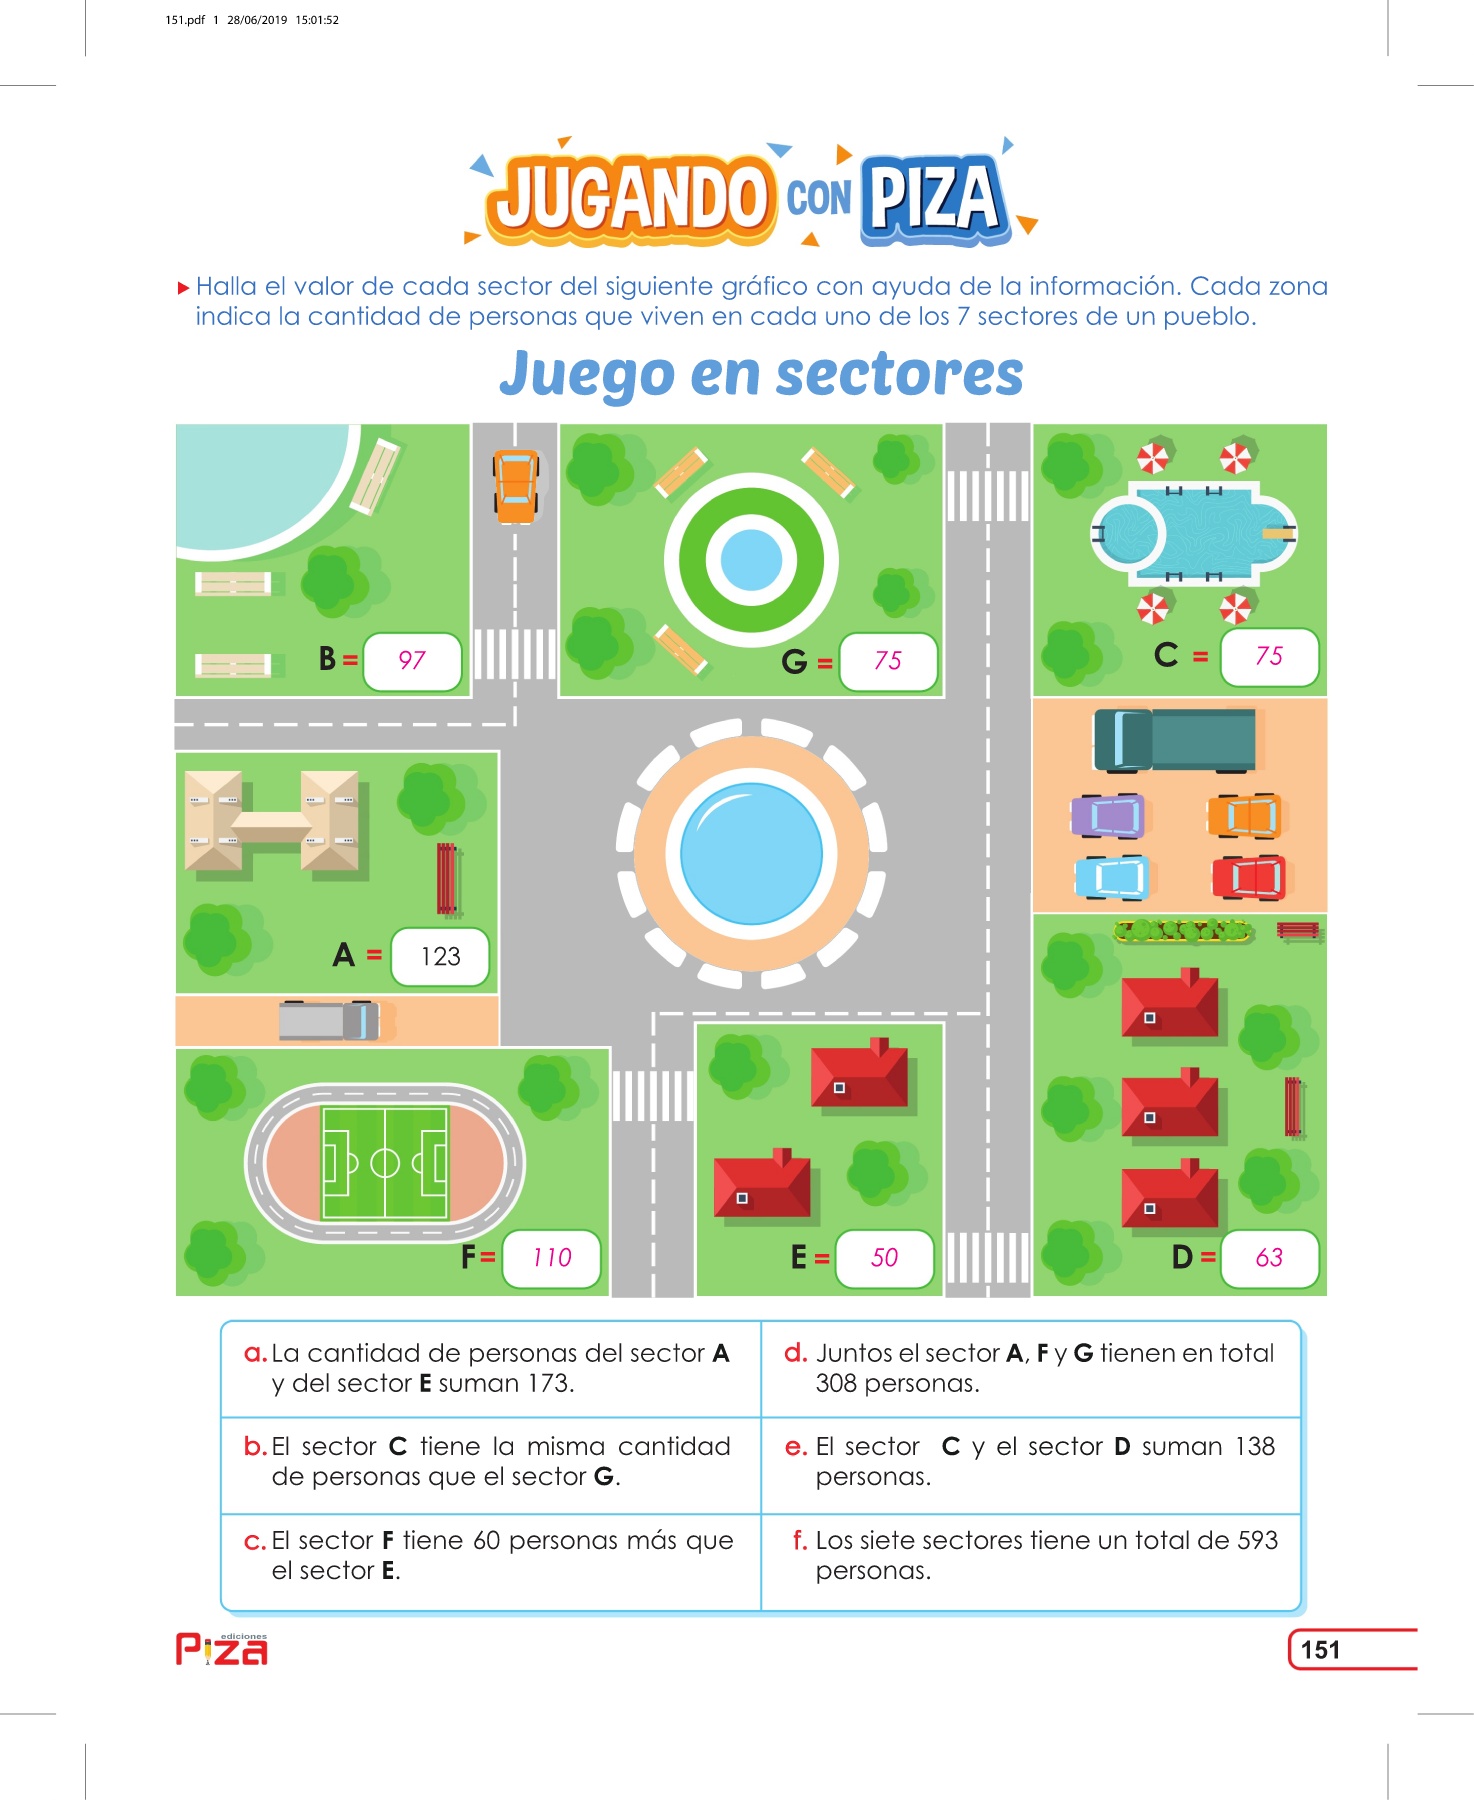 151.pdf 1 28/06/2019 15:01:52
JUGANDO CON PIZA
Halla el valor de cada sector del siguiente gráfico con ayuda de la información. Cada zona
indica la cantidad de personas que viven en cada uno de los 7 sectores de un pueblo.
Juego en sectores
B = 97
G = 75
C = 75
A = 123
F = 110
E = 50
D = 63
a. La cantidad de personas del sector A
y del sector E suman 173.
d. Juntos el sector A, F y G tienen en total
308 personas.
b. El sector C tiene la misma cantidad
de personas que el sector G.
e. El sector C y el sector D suman 138
personas.
c. El sector F tiene 60 personas más que
el sector E.
f. Los siete sectores tiene un total de 593
personas.
ediciones
Piza
151